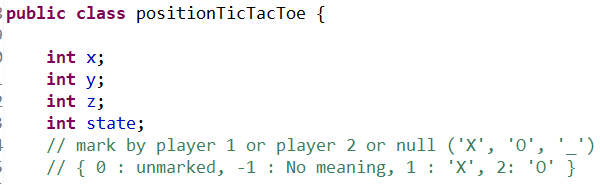 public class positionTicTacToe {
int x;
int y;
int z;
int state;
// mark by player 1 or player 2 or null ('X', 'O', '_')
// { 0 : unmarked, -1 : No meaning, 1 : 'X', 2: 'O' }